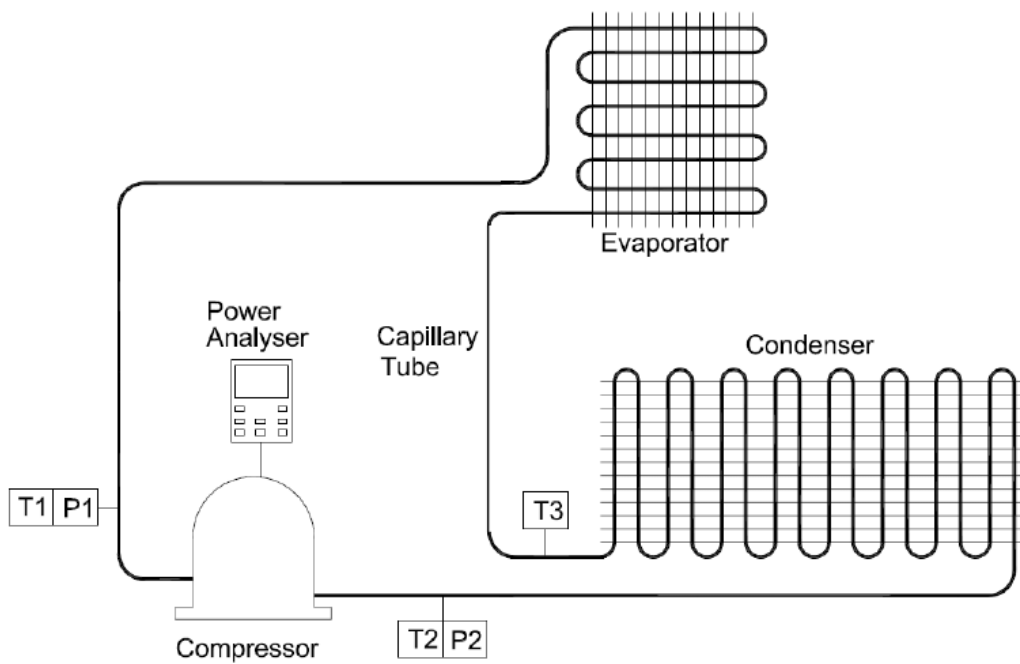 Evaporator
Power
Analyser
Capillary
Tube
Condenser
T1 P1
T3
T2 P2
Compressor